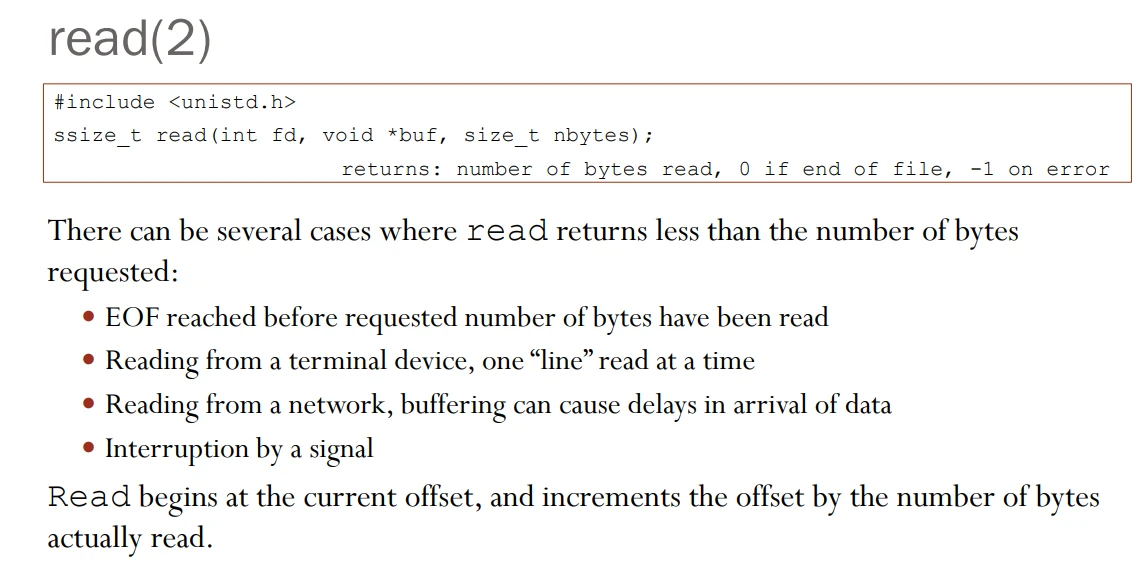 read(2)
#include <unistd.h>
ssize_t read(int fd, void *buf, size_t nbytes);
returns: number of bytes read, 0 if end of file, -1 on error
There can be several cases where read returns less than the number of bytes
requested:
• EOF reached before requested number of bytes have been read
• Reading from a terminal device, one “line” read at a time
• Reading from a network, buffering can cause delays in arrival of data
• Interruption by a signal
Read begins at the current offset, and increments the offset by the number of bytes
actually read.